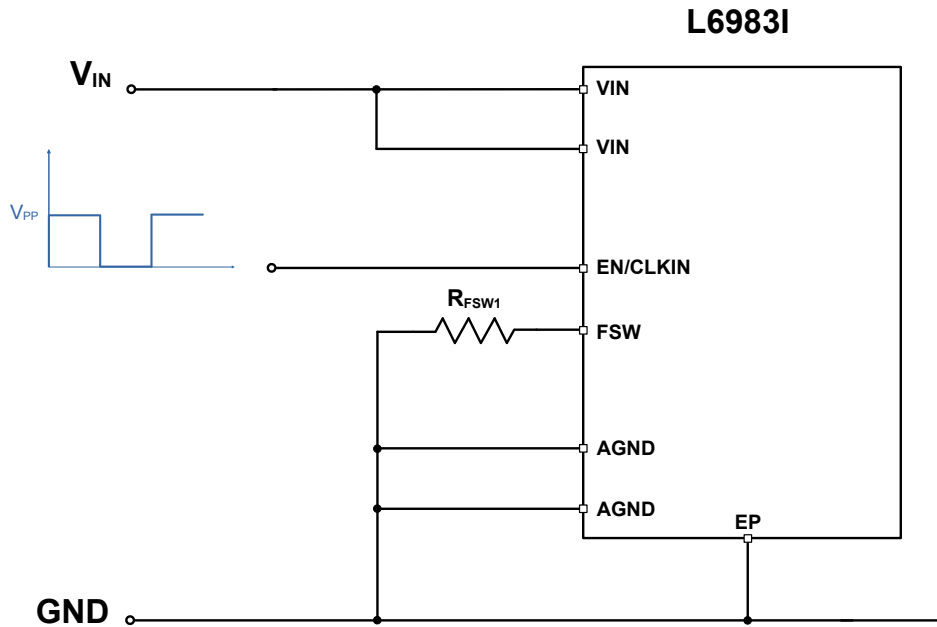 L6983I
VIN
VIN
VIN
VPP
EN/CLKIN
RFSW1
FSW
AGND
AGND
EP
GND